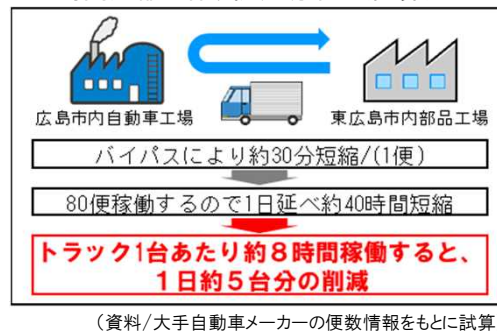 広島市内自動車工場
東広島市内部品工場
バイパスにより約30分短縮/(1便)
80便稼働するので1日延べ約40時間短縮
トラック1台あたり約8時間稼働すると、
1日約5台分の削減
(資料/大手自動車メーカーの便数情報をもとに試算